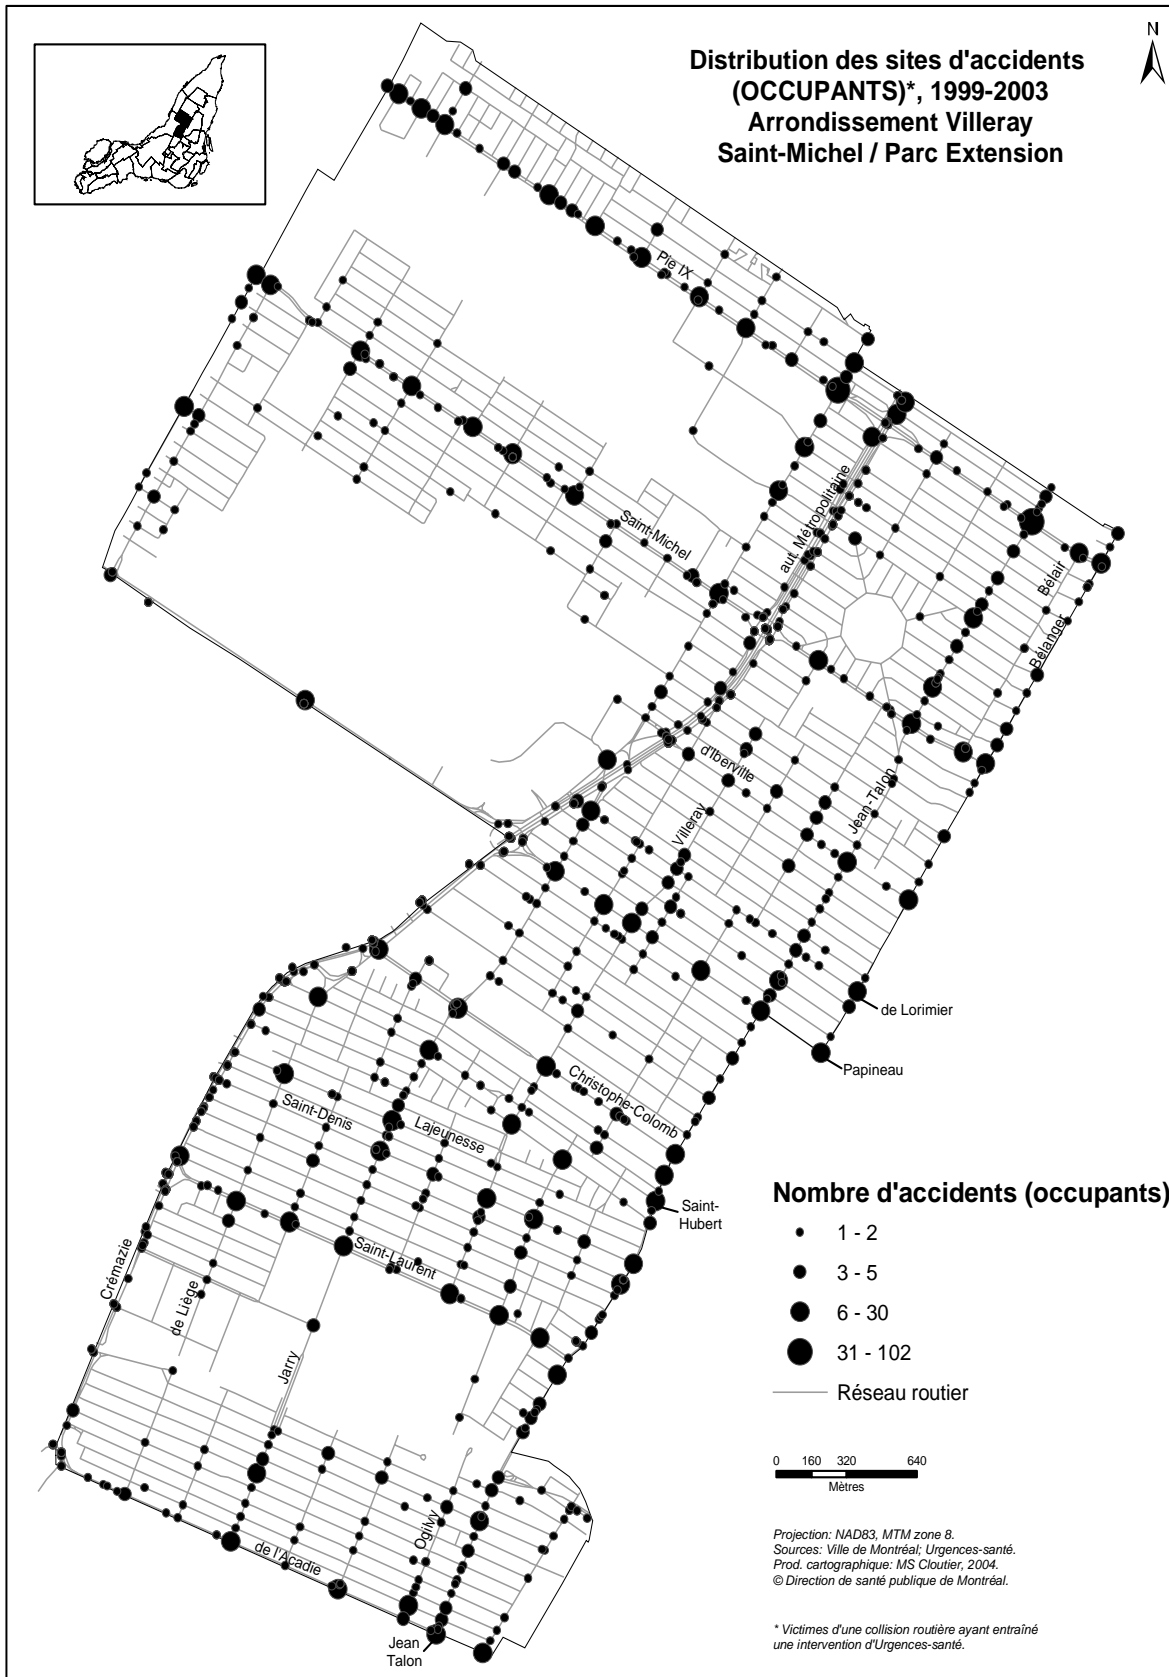 N
Distribution des sites d'accidents
(OCCUPANTS)*, 1999-2003
Arrondissement Villeray
Saint-Michel / Parc Extension
Pie IX
aut. Métropolitaine
Saint-Michel
Bélair
Bélanger
d'Iberville
Villeray
Jean-Talon
de Lorimier
Papineau
Christophe-Colomb
Saint-Denis
Lajeunesse
Saint-
Hubert
Saint-Laurent
Crémazie
de Liège
Jarry
Ogilvy
de l'Acadie
Jean
Talon
Nombre d'accidents (occupants)
1 - 2
3 - 5
6 - 30
31 - 102
Réseau routier
0 160 320 640
Mètres
Projection: NAD83, MTM zone 8.
Sources: Ville de Montréal; Urgences-santé.
Prod. cartographique: MS Cloutier, 2004.
© Direction de santé publique de Montréal.
* Victimes d'une collision routière ayant entraîné
une intervention d'Urgences-santé.